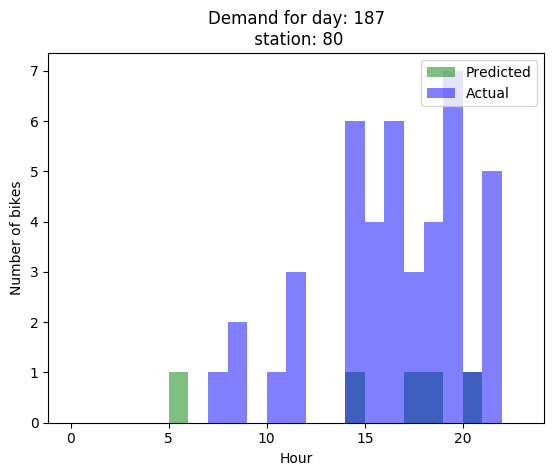 Demand for day: 187
station: 80
Predicted
Actual
Number of bikes
7
6
5
4
3
2
1
0
0 5 10 15 20
Hour